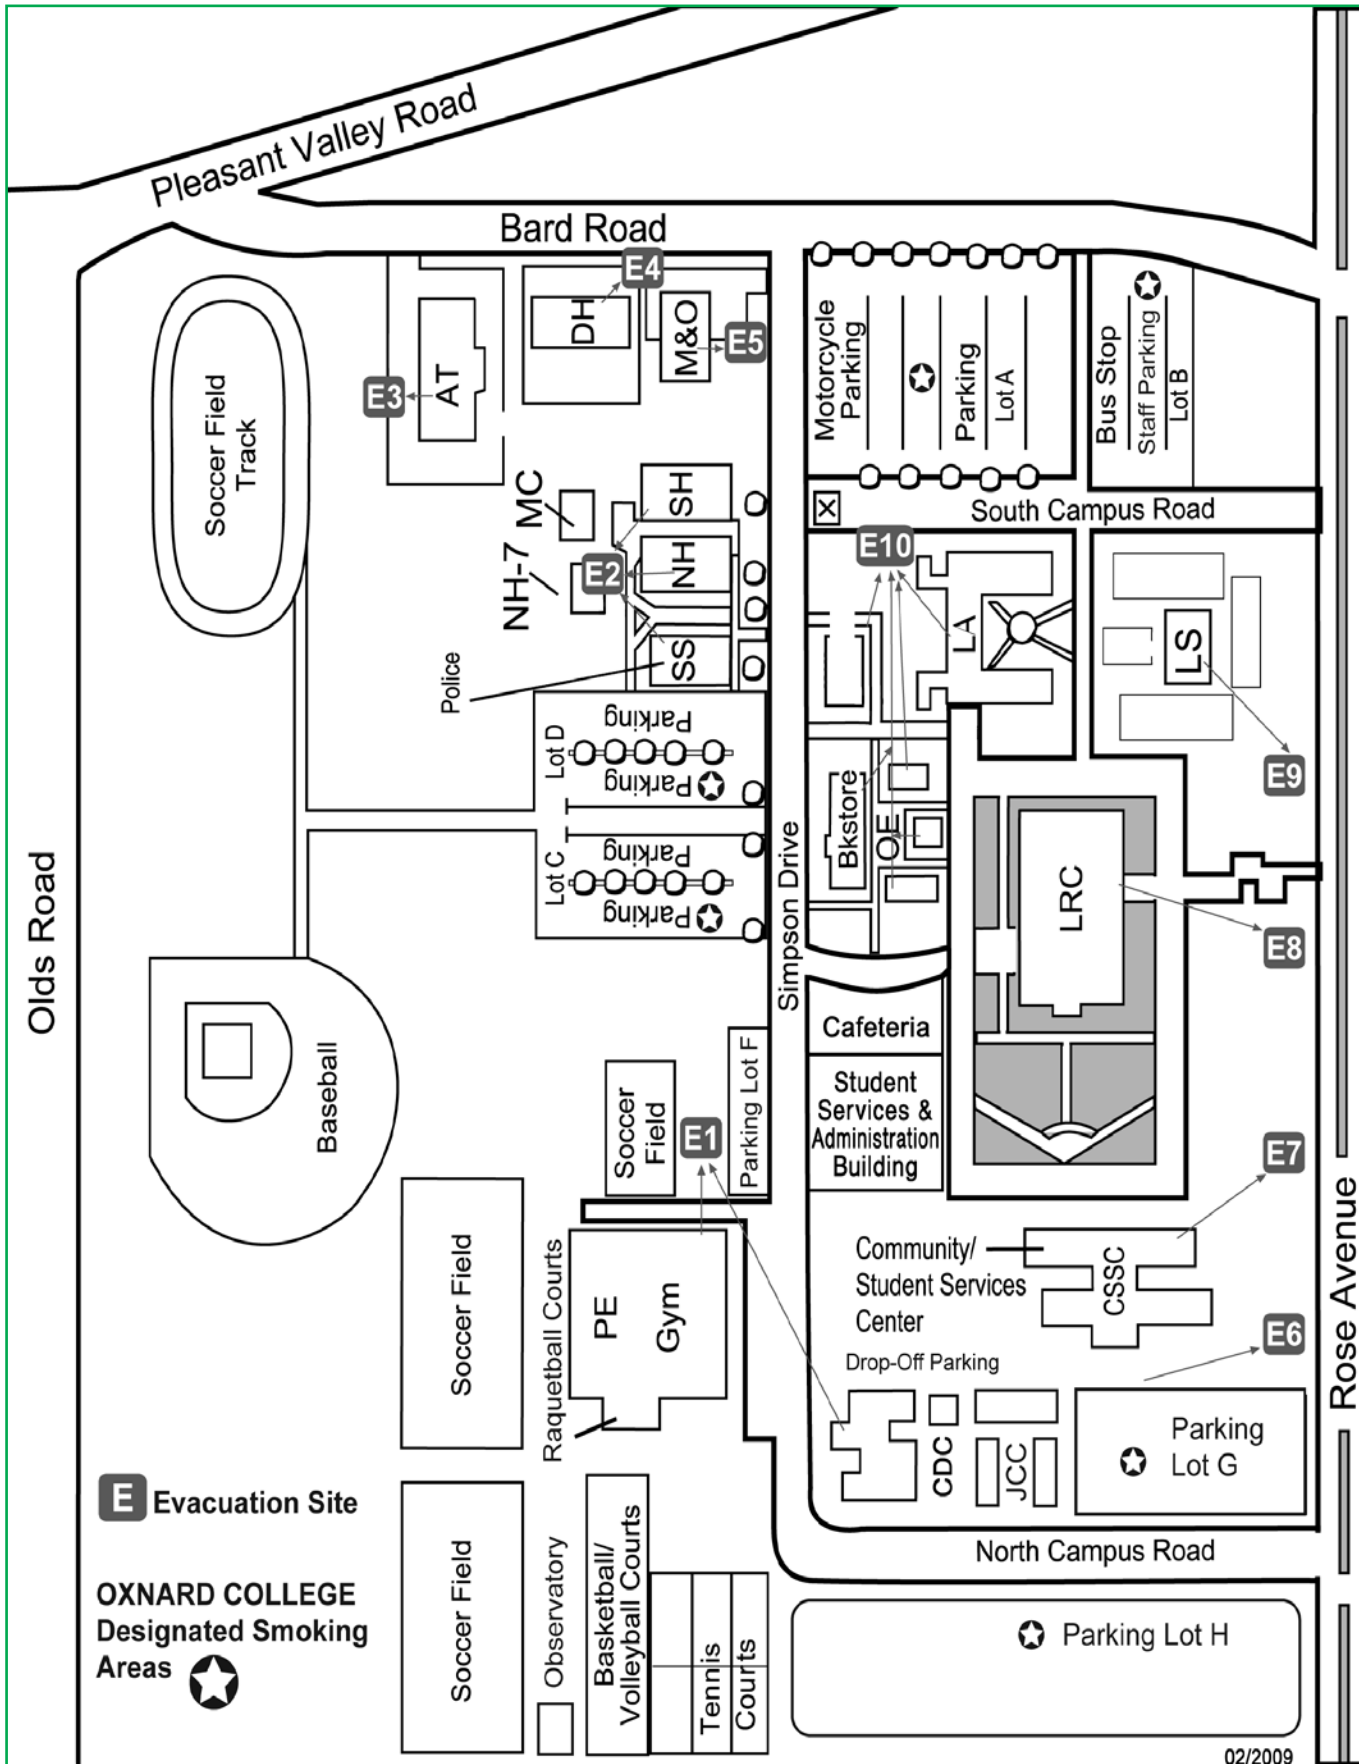 Pleasant Valley Road
Bard Road
E4
DH
M&O
E5
AT
E3
Soccer Field
Track
Motorcycle
Parking
Parking
Lot A
Bus Stop
Staff Parking
Lot B
South Campus Road
MC
SH
NH-7
E2
NH
SS
Police
E10
LA
LS
E9
Lot D
Parking
Parking
Lot C
Parking
Parking
Simpson Drive
Bkstore
OE
LRC
E8
Olds Road
Baseball
Cafeteria
Student
Services &
Administration
Building
Soccer
Field
E1
Parking Lot F
E7
Rose Avenue
Soccer Field
Raquetball Courts
PE
Gym
Community/
Student Services
Center
CSSC
E6
Drop-Off Parking
CDC
JCC
Parking
Lot G
E Evacuation Site
North Campus Road
OXNARD COLLEGE
Designated Smoking
Areas
Soccer Field
Observatory
Basketball/
Volleyball Courts
Tennis
Courts
Parking Lot H
02/2009